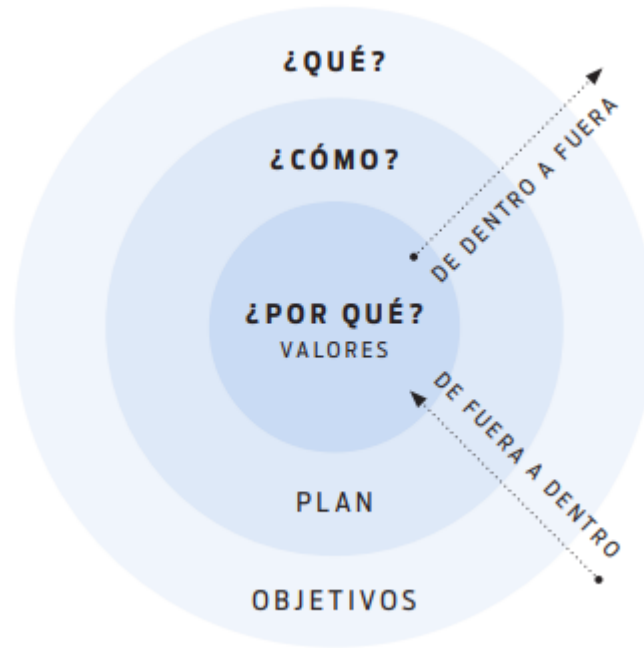 ¿QUÉ?
¿CÓMO?
DE DENTRO A FUERA
¿POR QUÉ?
VALORES
DE FUERA A DENTRO
PLAN
OBJETIVOS